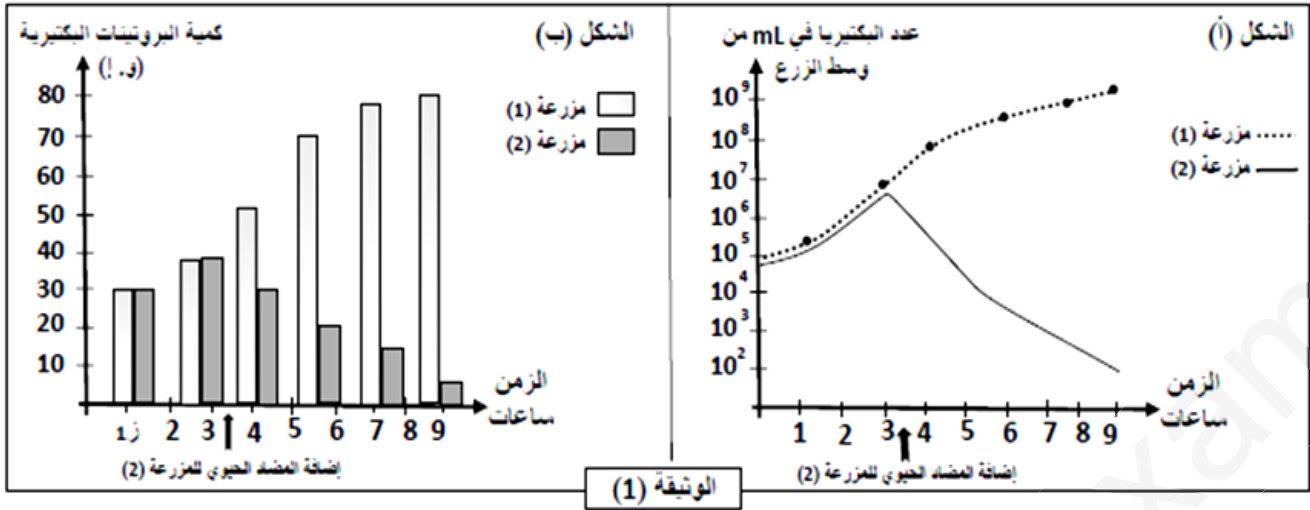 الشكل (أ)
عدد البكتيريا في mL من
وسط الزرع
10⁹
10⁸
10⁷
10⁶
10⁵
10⁴
10³
10²
مزرعة (1)
مزرعة (2)
1 2 3 4 5 6 7 8 9
الزمن
ساعات
إضافة المضاد الحيوي للمزرعة (2)
الشكل (ب)
كمية البروتينات البكتيرية
(و. إ)
80
70
60
50
40
30
20
10
مزرعة (1)
مزرعة (2)
ز1 2 3 4 5 6 7 8 9
الزمن
ساعات
إضافة المضاد الحيوي للمزرعة (2)
الوثيقة (1)
xam